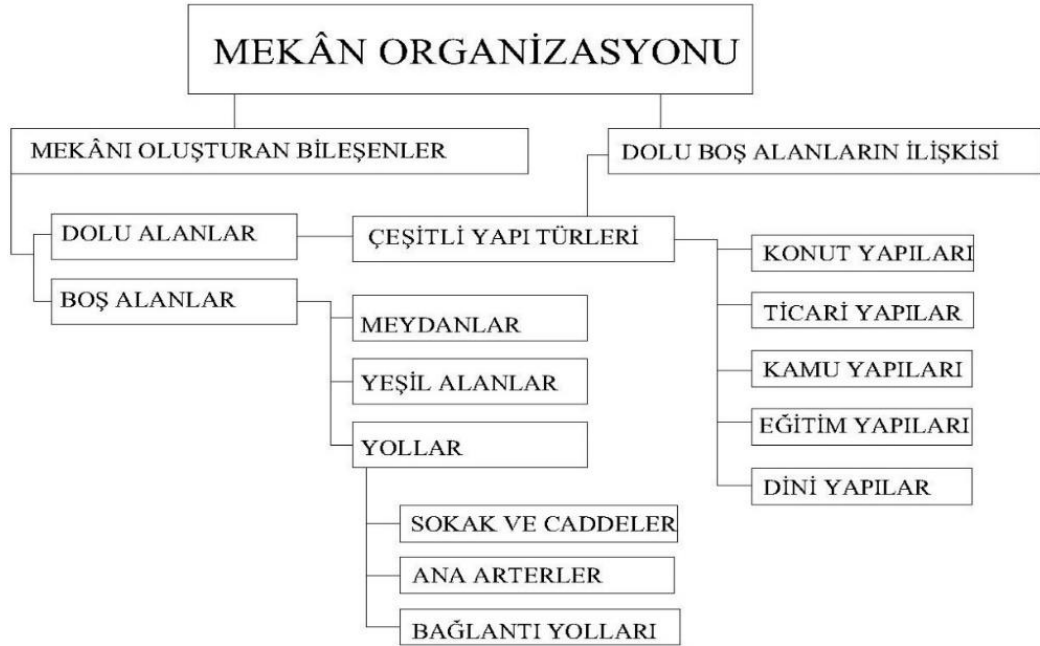 MEKÂN ORGANİZASYONU
MEKÂNI OLUŞTURAN BİLEŞENLER
DOLU BOŞ ALANLARIN İLİŞKİSİ
DOLU ALANLAR
ÇEŞİTLİ YAPI TÜRLERİ
KONUT YAPILARI
BOŞ ALANLAR
MEYDANLAR
TİCARİ YAPILAR
YEŞİL ALANLAR
KAMU YAPILARI
YOLLAR
EĞİTİM YAPILARI
DİNİ YAPILAR
SOKAK VE CADDELER
ANA ARTERLER
BAĞLANTI YOLLARI